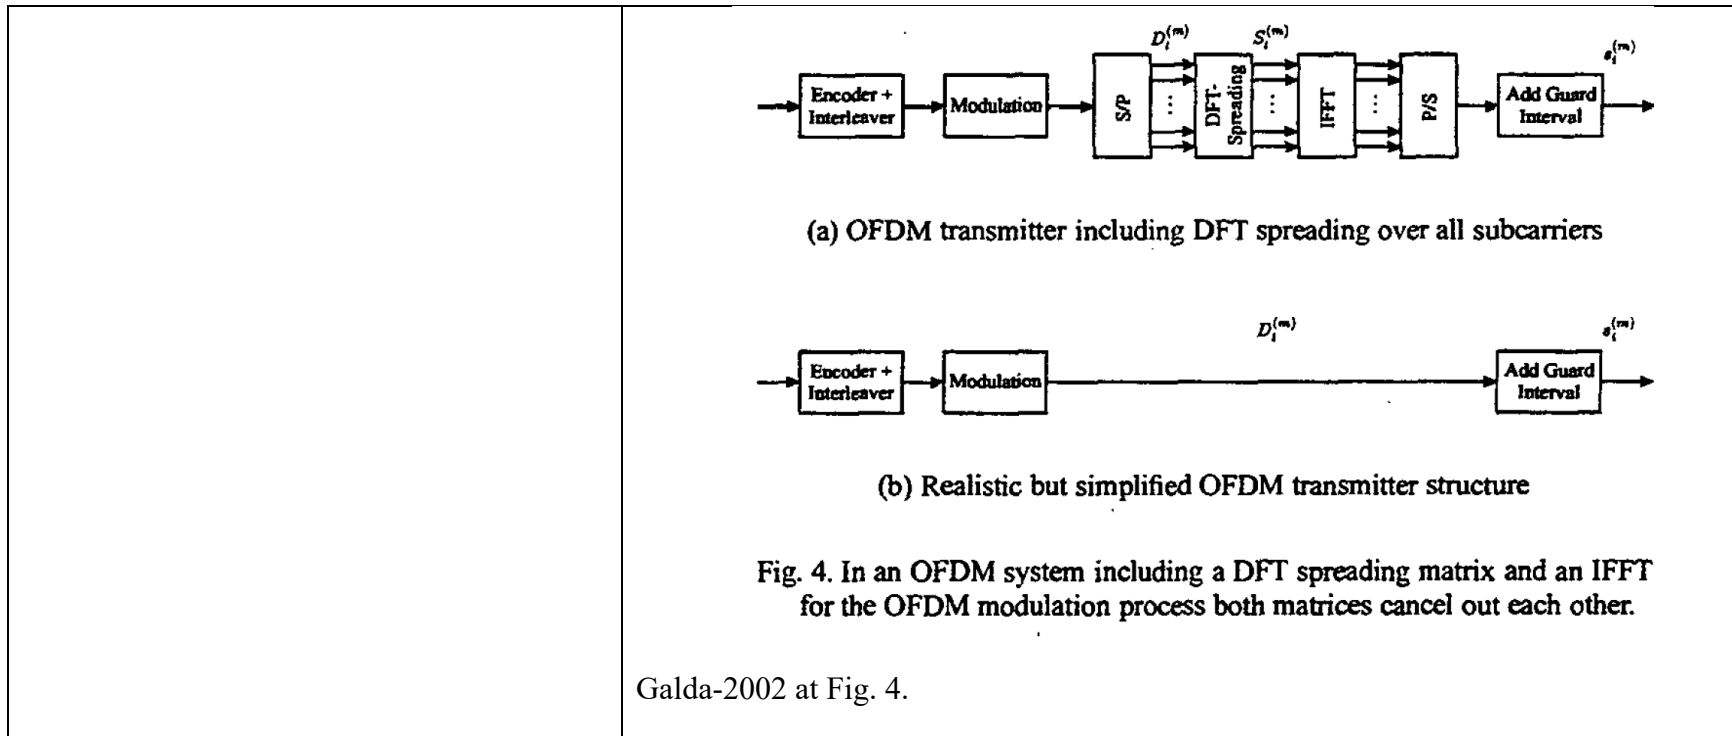 D_i^{(m)} S_i^{(m)} s_i^{(m)}
Encoder +
Interleaver
Modulation
S/P
...
DFT-
Spreading
...
IFFT
...
P/S
Add Guard
Interval
(a) OFDM transmitter including DFT spreading over all subcarriers
D_i^{(m)} s_i^{(m)}
Encoder +
Interleaver
Modulation
Add Guard
Interval
(b) Realistic but simplified OFDM transmitter structure
Fig. 4. In an OFDM system including a DFT spreading matrix and an IFFT
for the OFDM modulation process both matrices cancel out each other.
Galda-2002 at Fig. 4.